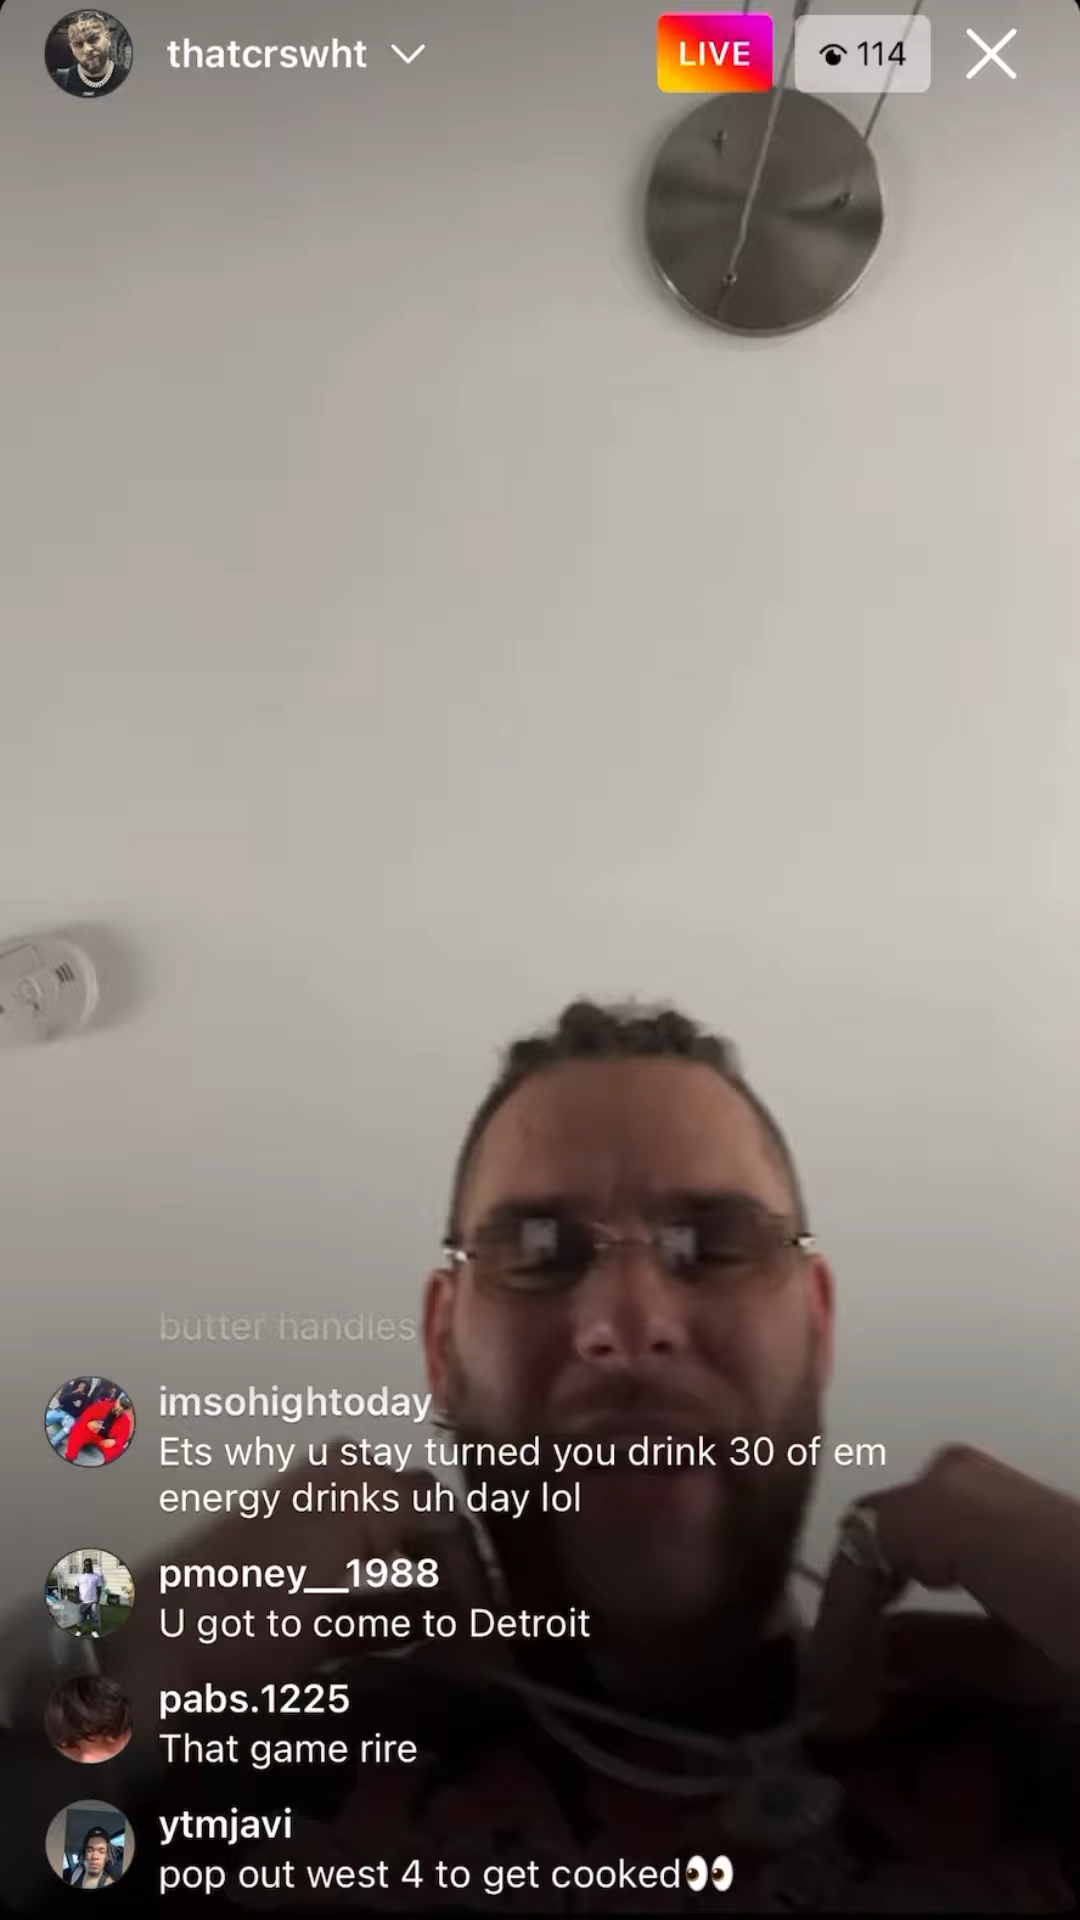 thatcrswht
LIVE
114
butter handles
imsohightoday
Ets why u stay turned you drink 30 of em
energy drinks uh day lol
pmoney__1988
U got to come to Detroit
pabs.1225
That game rire
ytmjavi
pop out west 4 to get cooked👀